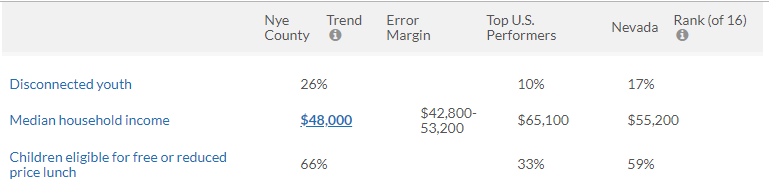 Nye County Trend Error Margin Top U.S. Performers Nevada Rank (of 16)
Disconnected youth 26% 10% 17%
Median household income $48,000 $42,800-53,200 $65,100 $55,200
Children eligible for free or reduced price lunch 66% 33% 59%